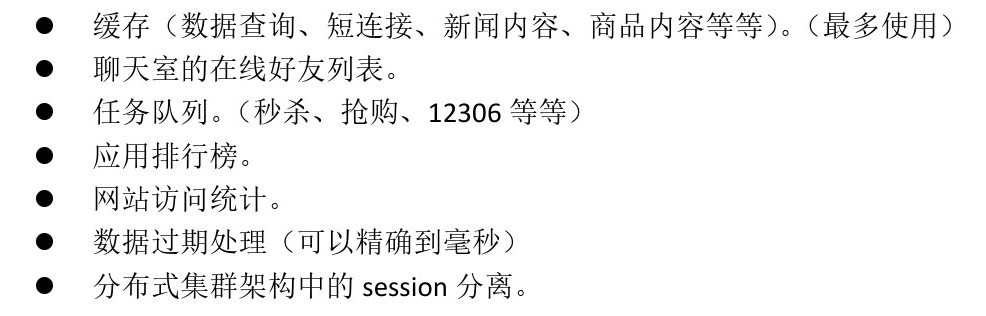 ● 缓存（数据查询、短连接、新闻内容、商品内容等等）。（最多使用）
● 聊天室的在线好友列表。
● 任务队列。（秒杀、抢购、12306 等等）
● 应用排行榜。
● 网站访问统计。
● 数据过期处理（可以精确到毫秒）
● 分布式集群架构中的 session 分离。